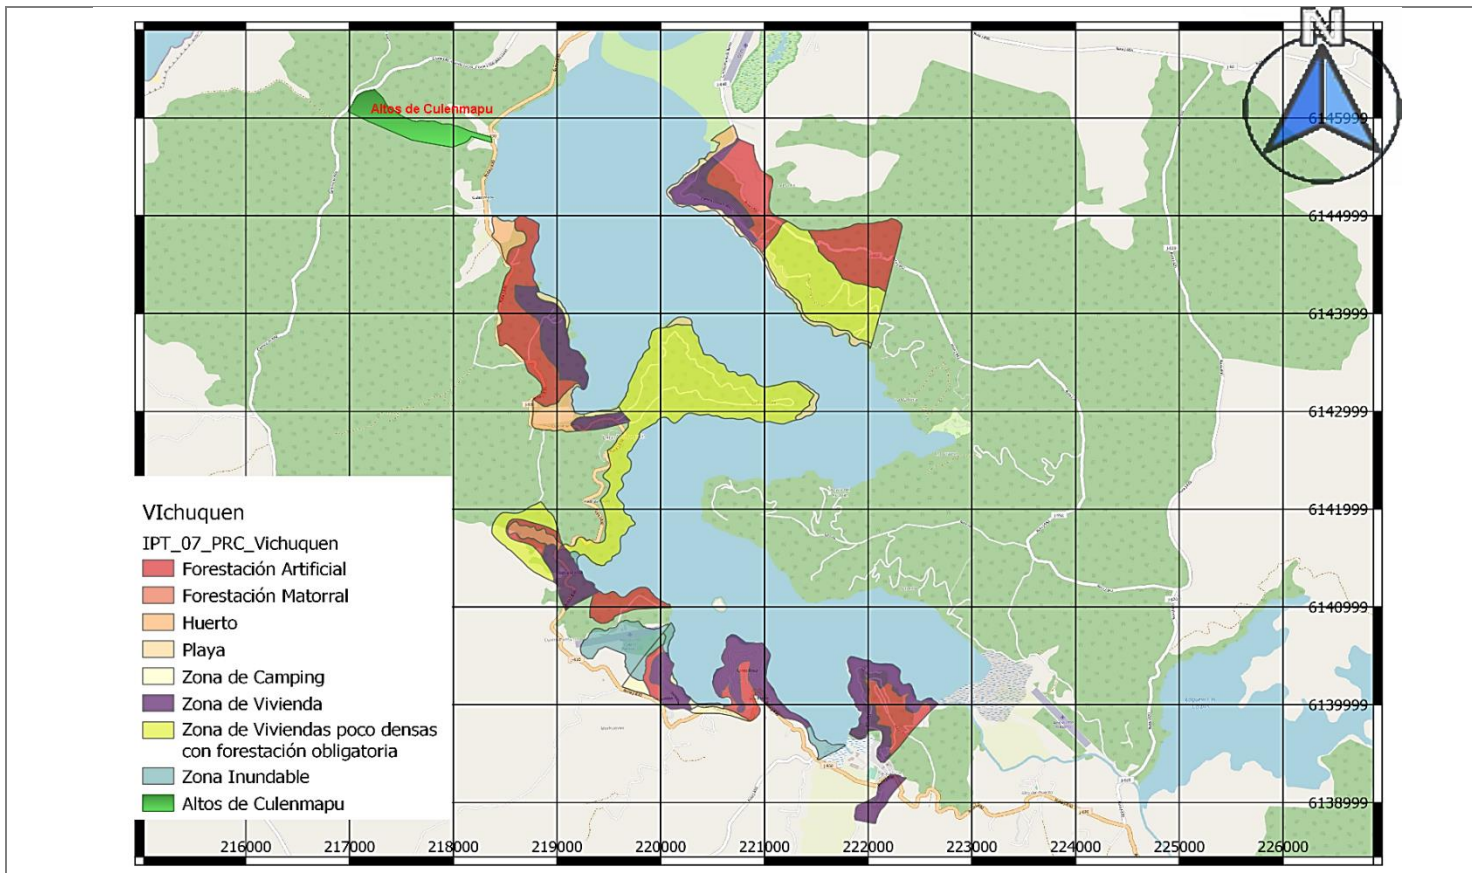 N
Altos de Culenmapu
6145999
6144999
6143999
6142999
6141999
6140999
6139999
6138999
VIchuquen
IPT_07_PRC_Vichuquen
Forestación Artificial
Forestación Matorral
Huerto
Playa
Zona de Camping
Zona de Vivienda
Zona de Viviendas poco densas
con forestación obligatoria
Zona Inundable
Altos de Culenmapu
216000
217000
218000
219000
220000
221000
222000
223000
224000
225000
226000